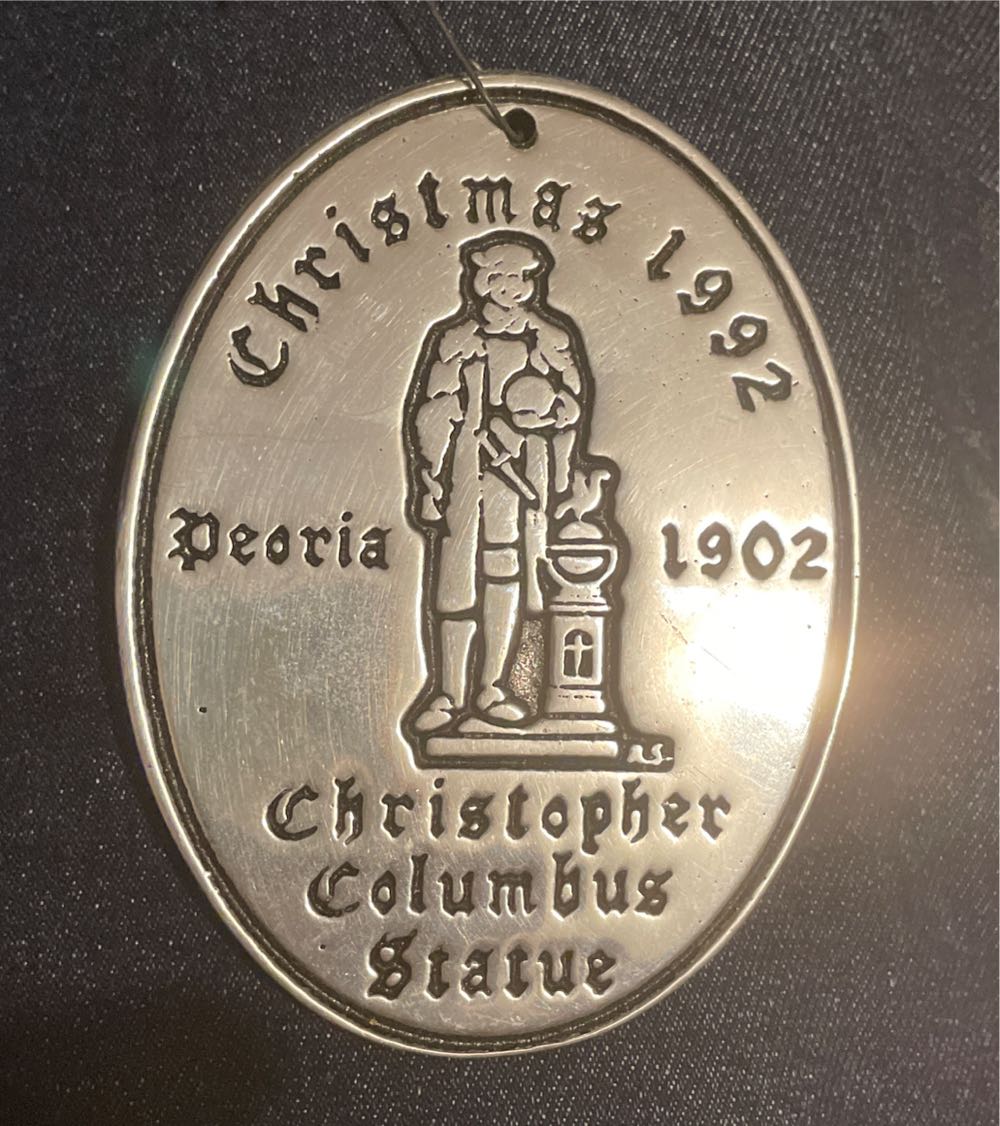 Christmas 1992
Peoria 1902
R.S.
Christopher
Columbus
Statue